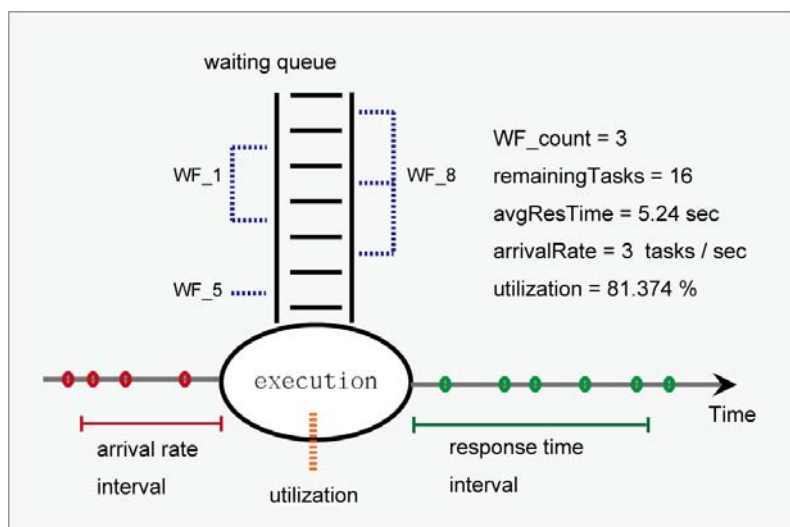 waiting queue
WF_1
WF_8
WF_5
WF_count = 3
remainingTasks = 16
avgResTime = 5.24 sec
arrivalRate = 3 tasks / sec
utilization = 81.374 %
execution
Time
arrival rate
interval
utilization
response time
interval